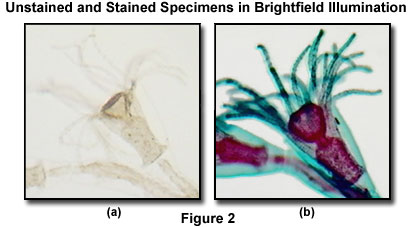 Unstained and Stained Specimens in Brightfield Illumination
(a)
(b)
Figure 2